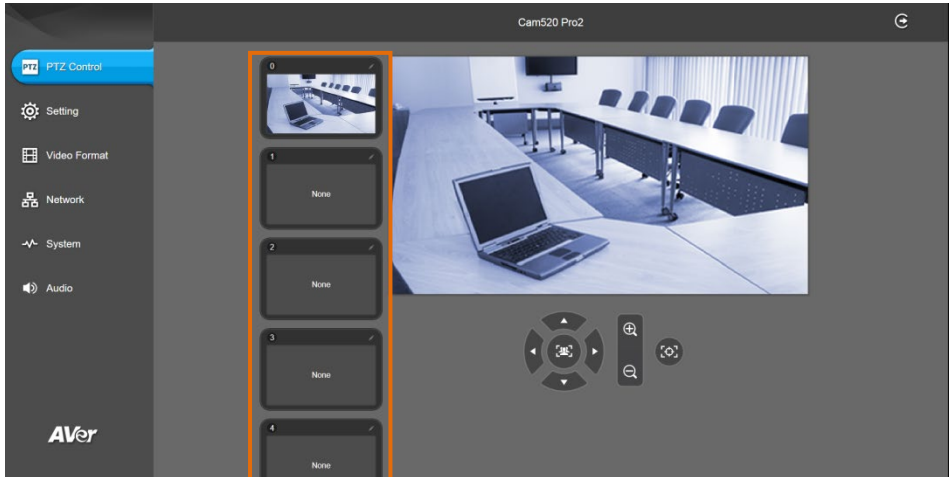 Cam520 Pro2
PTZ PTZ Control
Setting
Video Format
Network
System
Audio
AVer
0
1
None
2
None
3
None
4
None